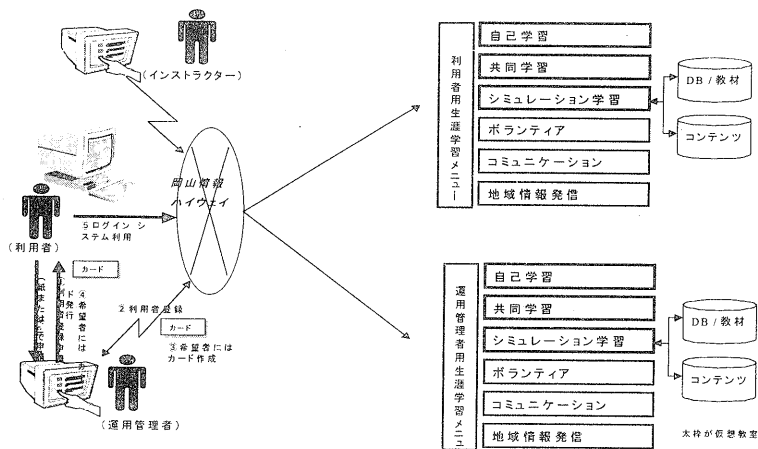 (インストラクター)
岡山情報
ハイウェイ
(利用者)
5ログイン シ
ステム利用
カード
④希望者には
ド発行
②利用者登録
カード
③希望者には
カード作成
(運用管理者)
利用者用生涯学習メニュー
自己学習
共同学習
シミュレーション学習
ボランティア
コミュニケーション
地域情報発信
DB/教材
コンテンツ
運用管理者用生涯学習メニュ
自己学習
共同学習
シミュレーション学習
ボランティア
コミュニケーション
地域情報発信
DB/教材
コンテンツ
太枠が仮想教室